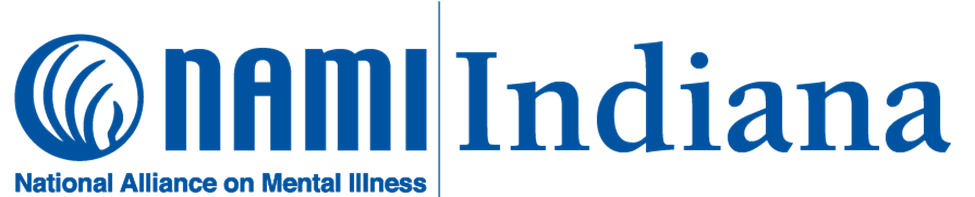 NAMI Indiana
National Alliance on Mental Illness